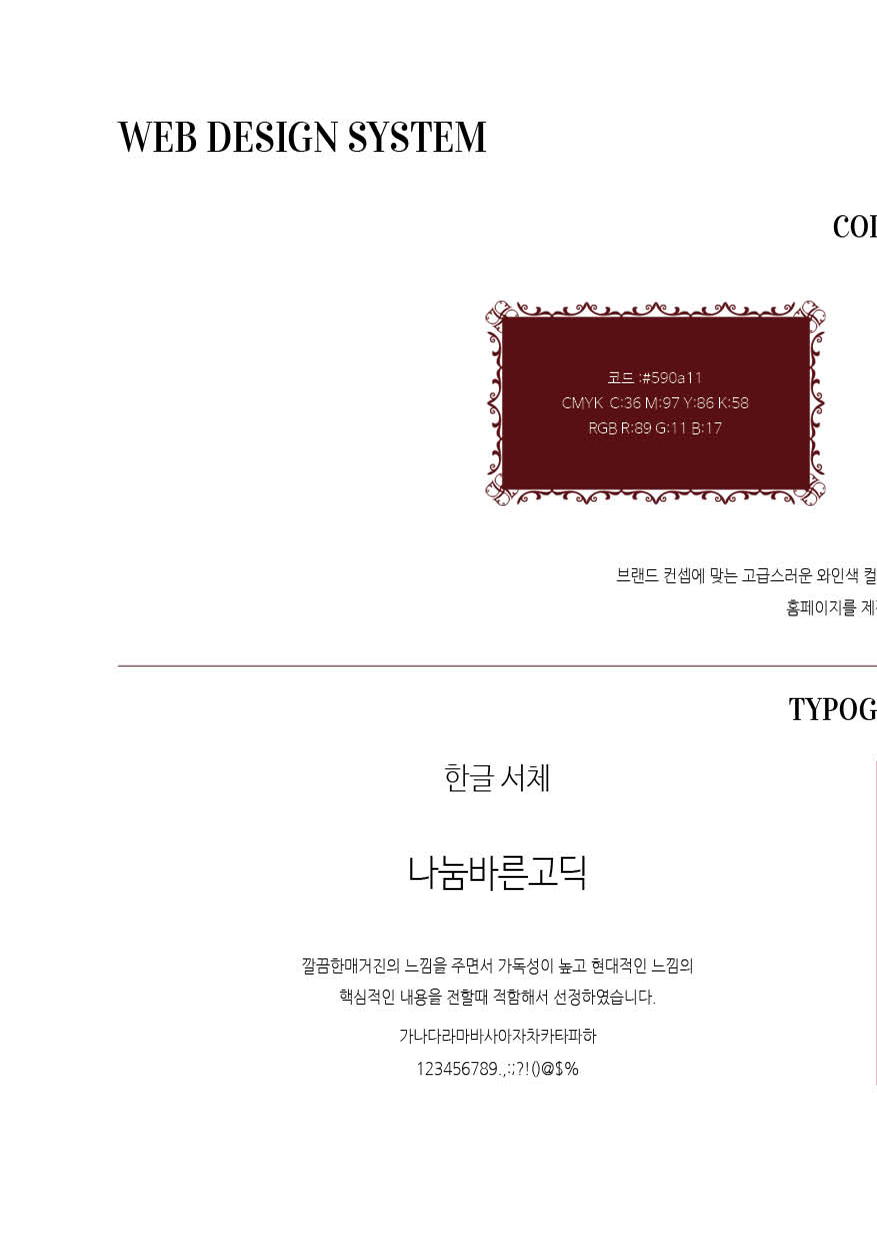 WEB DESIGN SYSTEM
코드 :#590a11
CMYK C:36 M:97 Y:86 K:58
RGB R:89 G:11 B:17
브랜드 컨셉에 맞는 고급스러운 와인색 컬
홈페이지를
한글 서체
나눔바른고딕
깔끔한매거진의 느낌을 주면서 가독성이 높고 현대적인 느낌의
핵심적인 내용을 전할때 적합해서 선정하였습니다.
가나다라마바사아자차카타파하
123456789.,:;?!()@$%